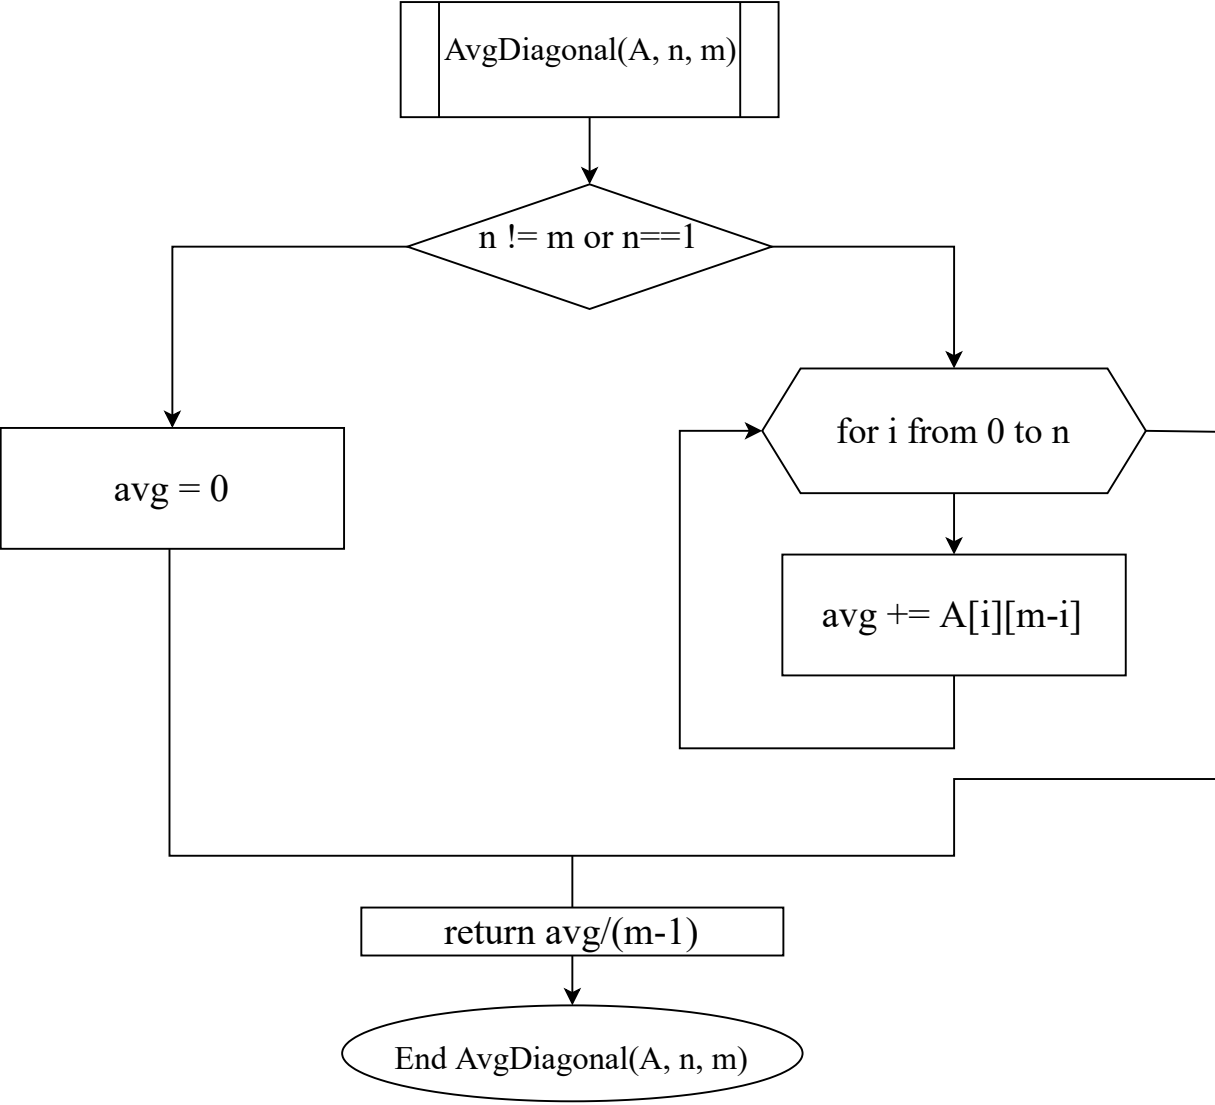 AvgDiagonal(A, n, m)
n != m or n==1
for i from 0 to n
avg = 0
avg += A[i][m-i]
return avg/(m-1)
End AvgDiagonal(A, n, m)